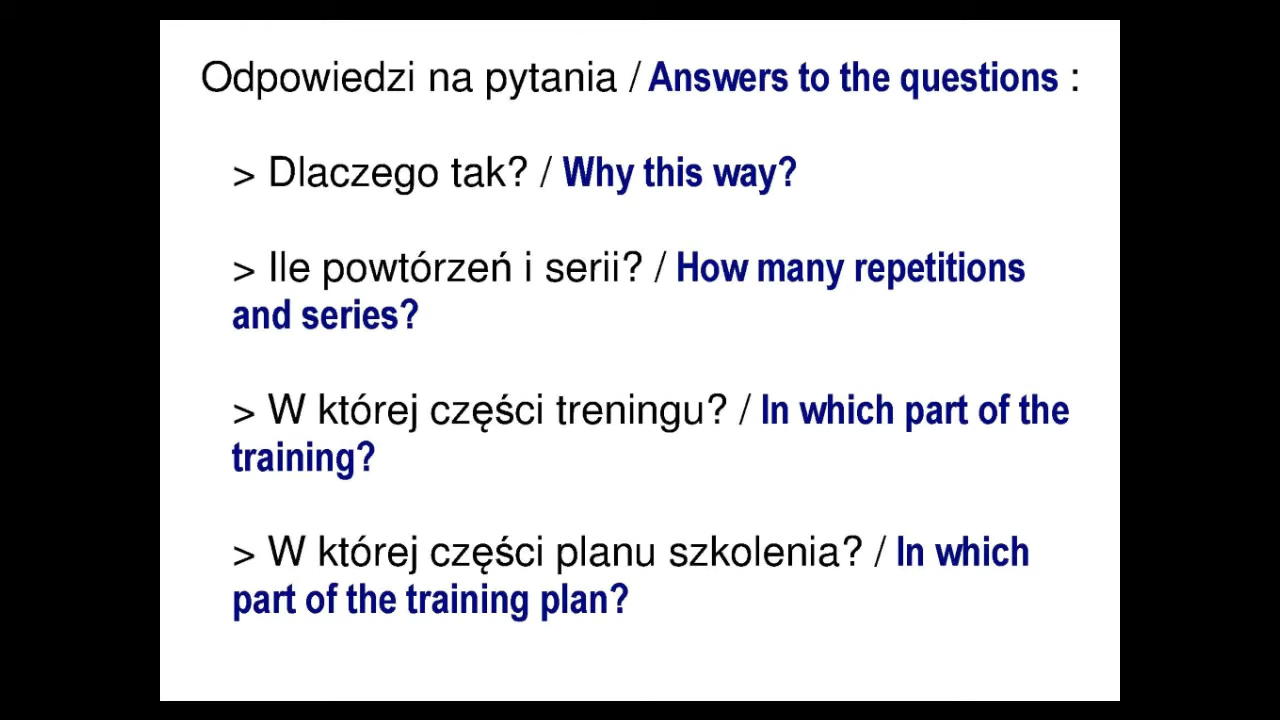 Odpowiedzi na pytania / Answers to the questions :
> Dlaczego tak? / Why this way?
> Ile powtórzeń i serii? / How many repetitions
and series?
> W której części treningu? / In which part of the
training?
> W której części planu szkolenia? / In which
part of the training plan?